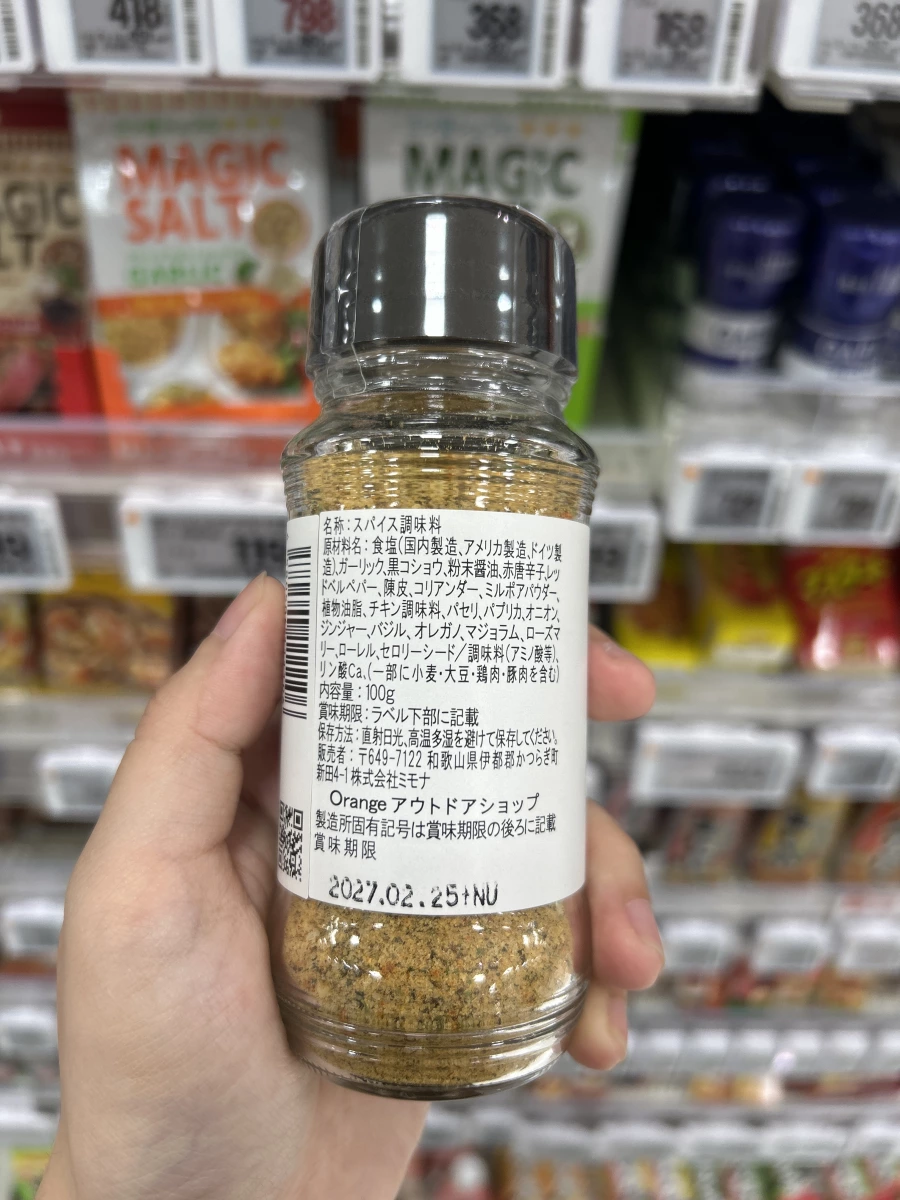 418
798
368
168
368
MAGIC
SALT
GARLIC
MAGIC
GIC
LT
名称：スパイス調味料
原材料名：食塩(国内製造、アメリカ製造、ドイツ製
造)、ガーリック、黒コショウ、粉末醤油、赤唐辛子、レッ
ドベルペパー、陳皮、コリアンダー、ミルポアパウダー、
植物油脂、チキン調味料、パセリ、パプリカ、オニオン、
ジンジャー、バジル、オレガノ、マジョラム、ローズマ
リー、ローレル、セロリーシード／調味料(アミノ酸等)、
リン酸Ca、(一部に小麦・大豆・鶏肉・豚肉を含む)
内容量：100g
賞味期限：ラベル下部に記載
保存方法：直射日光、高温多湿を避けて保存してください。
販売者：〒649-7122 和歌山県伊都郡かつらぎ町
新田4-1 株式会社ミモナ
Orange アウトドアショップ
製造所固有記号は賞味期限の後ろに記載
賞味期限
2027.02.25+NU